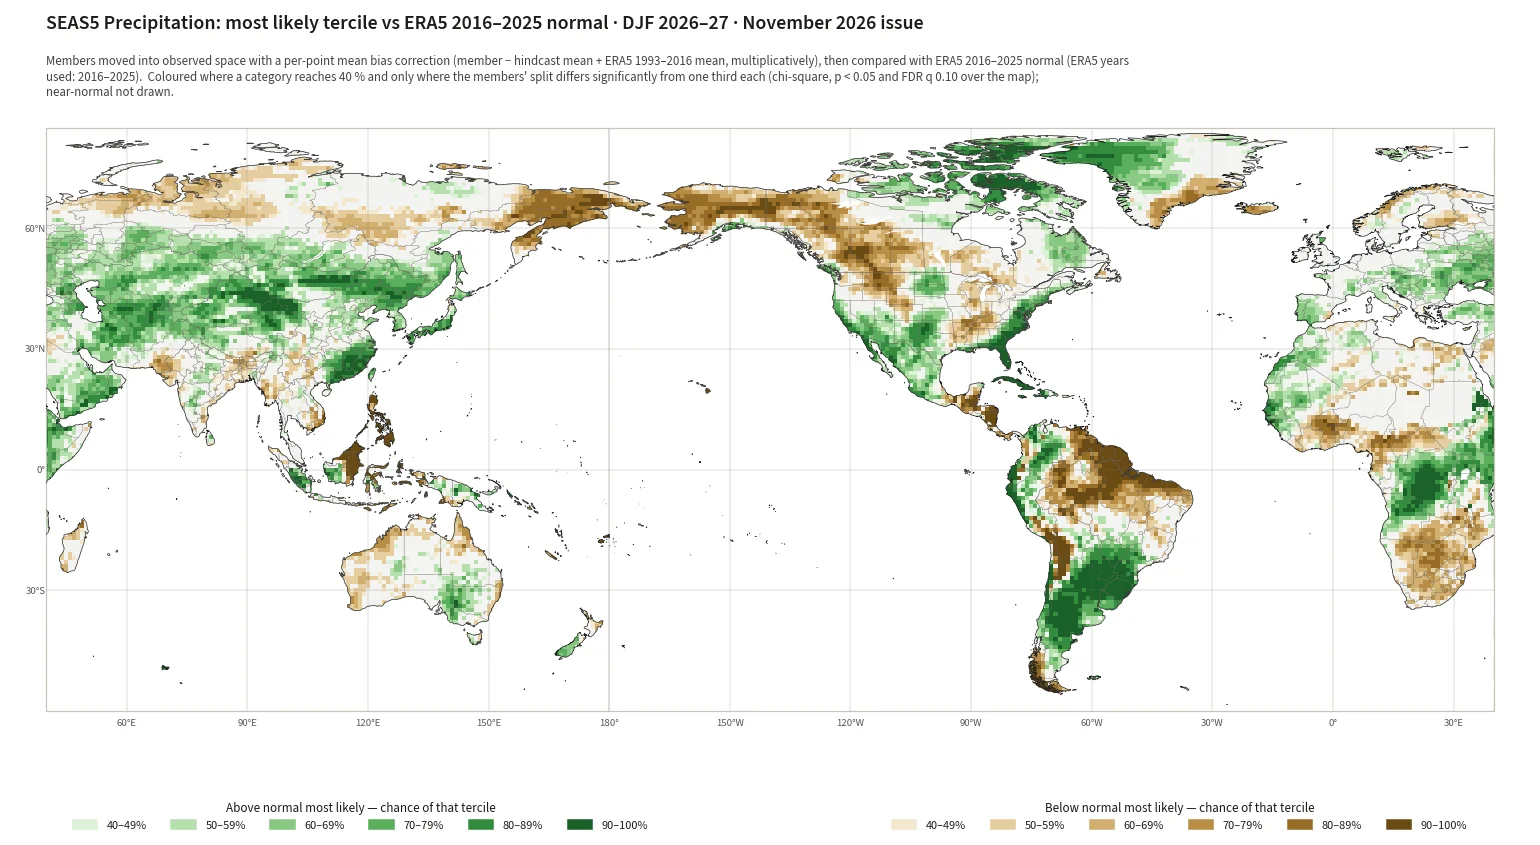 SEAS5 Precipitation: most likely tercile vs ERA5 2016–2025 normal · DJF 2026–27 · November 2026 issue
Members moved into observed space with a per-point mean bias correction (member − hindcast mean + ERA5 1993–2016 mean, multiplicatively), then compared with ERA5 2016–2025 normal (ERA5 years
used: 2016–2025).  Coloured where a category reaches 40 % and only where the members' split differs significantly from one third each (chi-square, p < 0.05 and FDR q 0.10 over the map);
near-normal not drawn.
60°N
30°N
0°
30°S
60°E 90°E 120°E 150°E 180° 150°W 120°W 90°W 60°W 30°W 0° 30°E
Above normal most likely — chance of that tercile
40–49% 50–59% 60–69% 70–79% 80–89% 90–100%
Below normal most likely — chance of that tercile
40–49% 50–59% 60–69% 70–79% 80–89% 90–100%